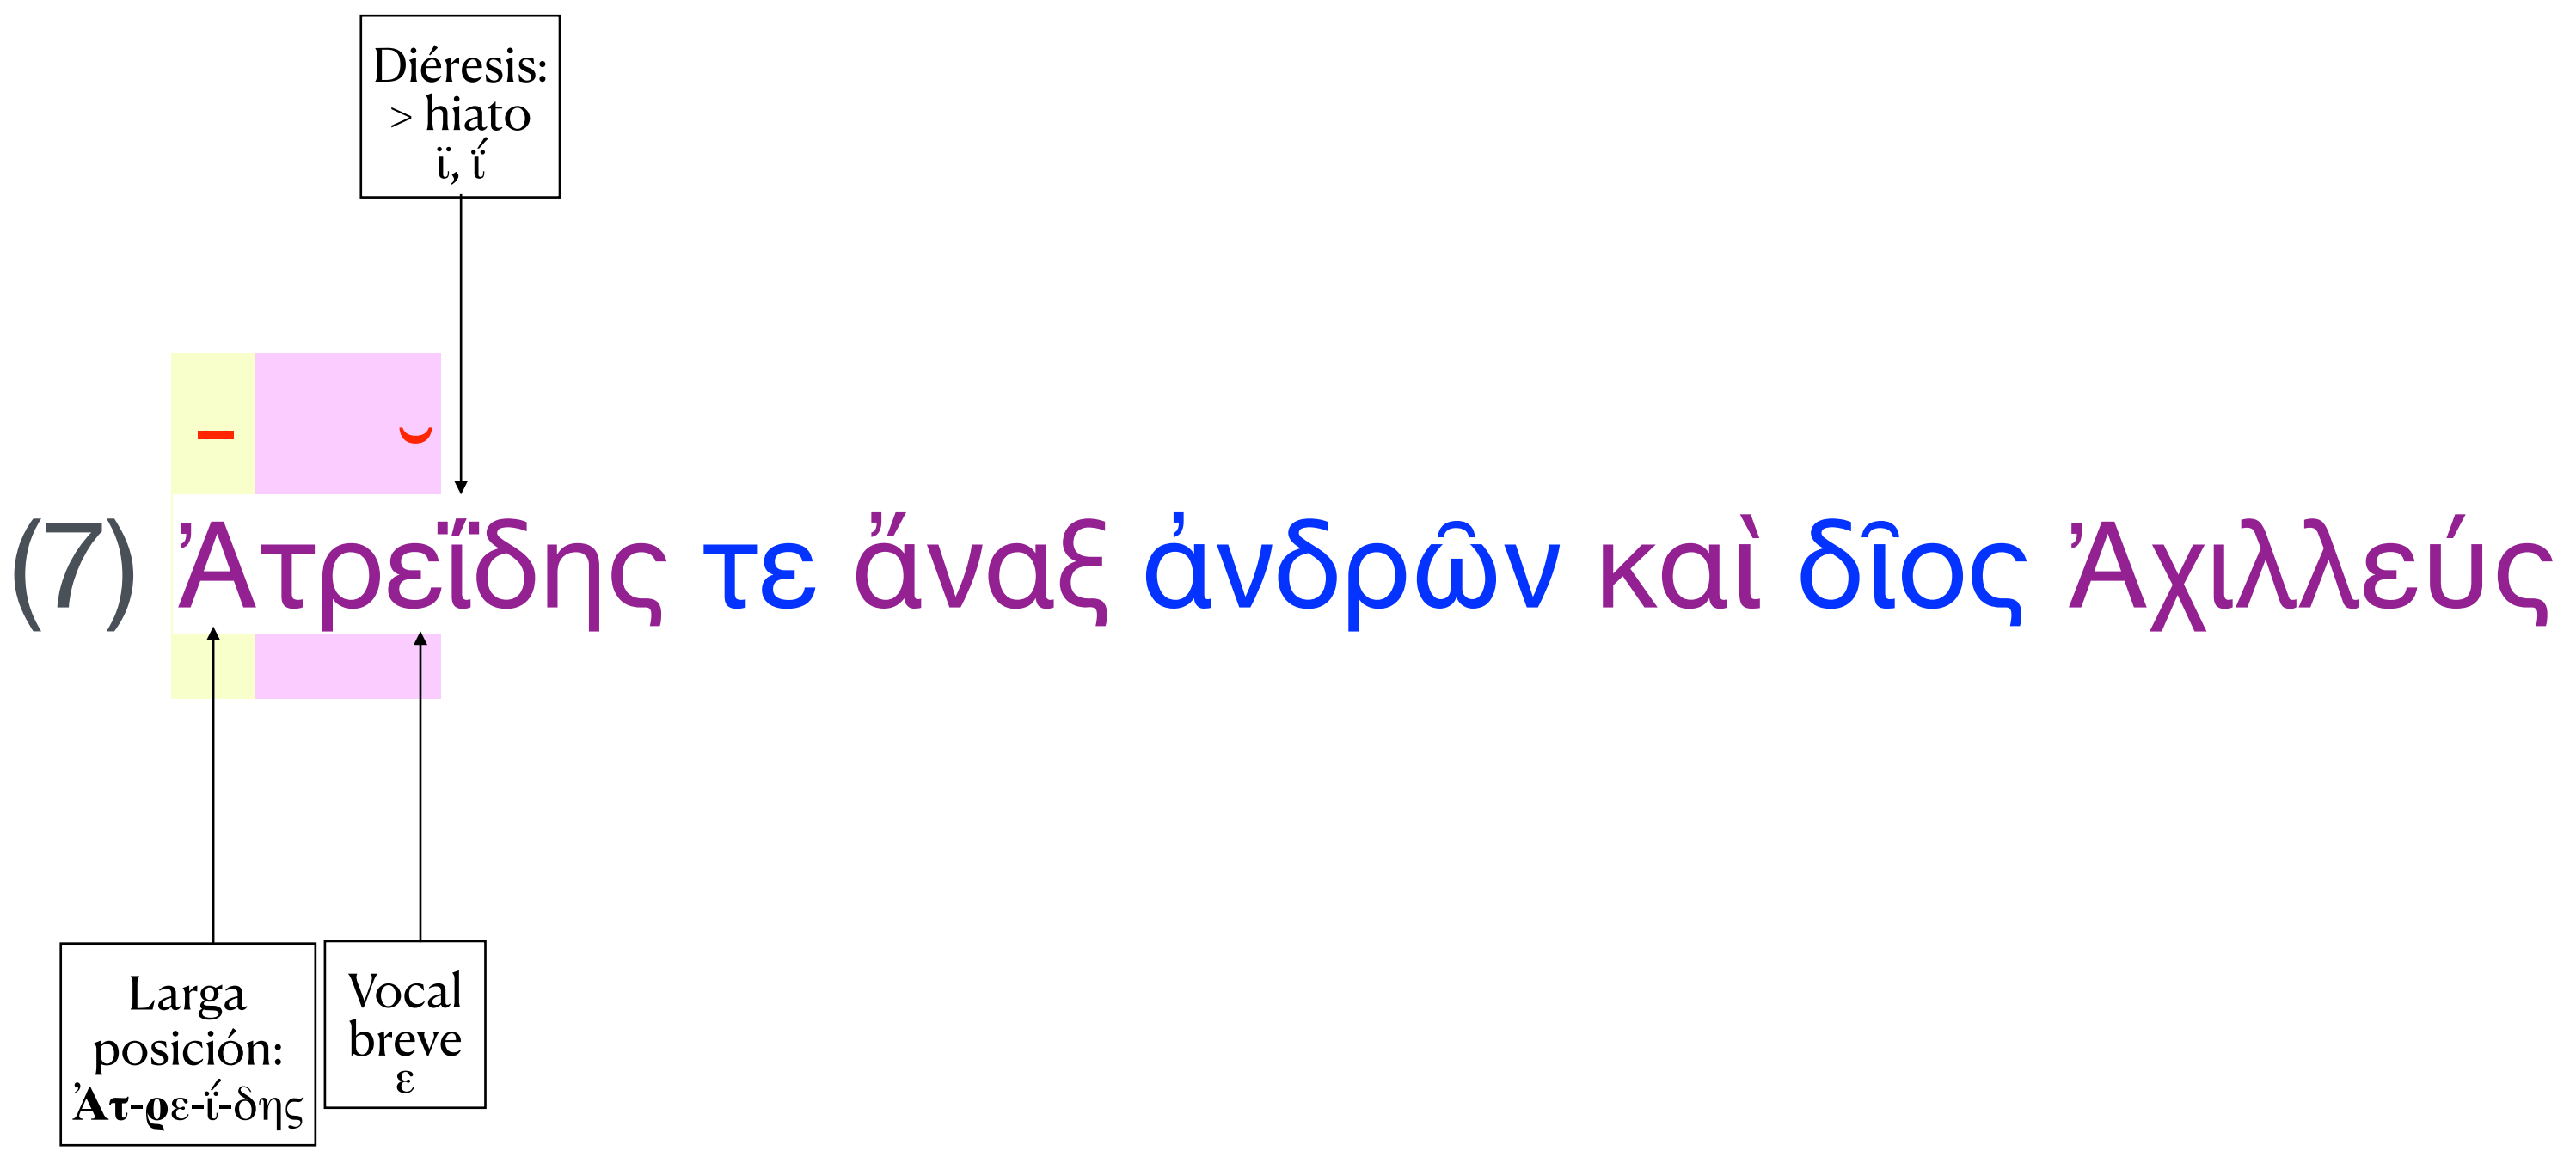 Diéresis:
> hiato
ϊ, ΐ
– ⏑
(7) Ἀτρεΐδης τε ἄναξ ἀνδρῶν καὶ δῖος Ἀχιλλεύς
Larga
posición:
Ἀτ-ρε-ΐ-δης
Vocal
breve
ε